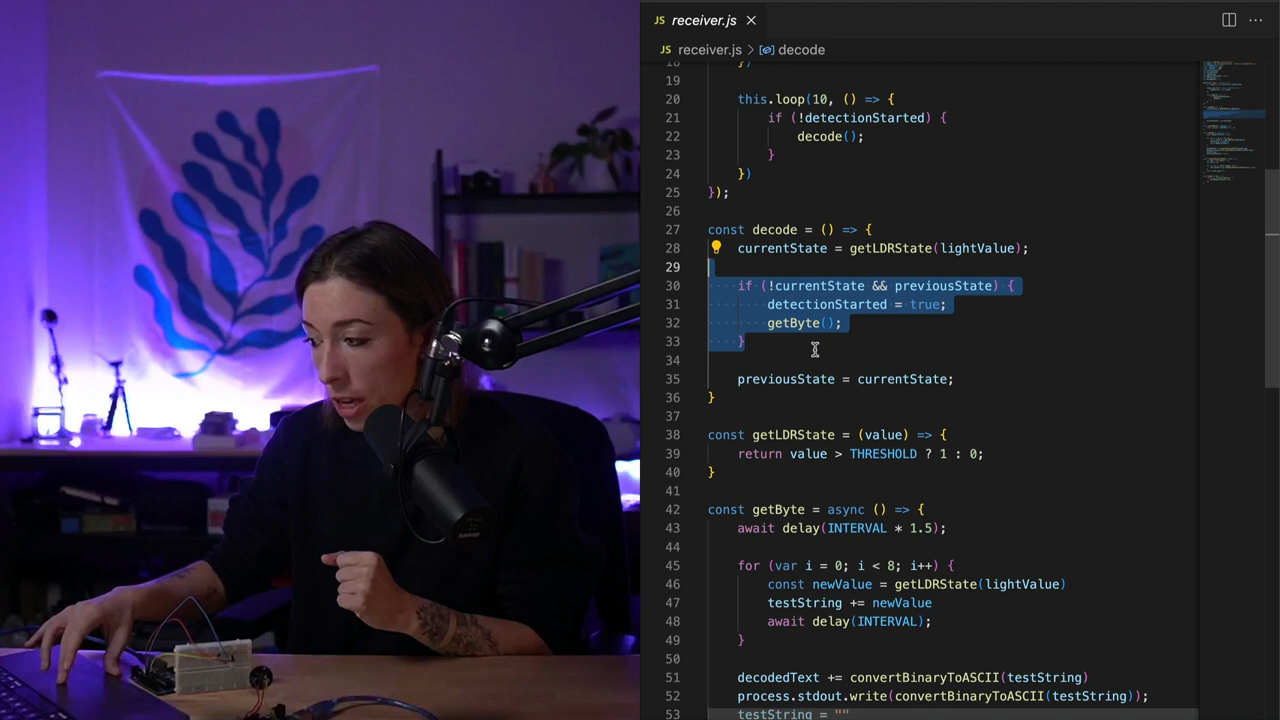 JS receiver.js
JS receiver.js > decode
18 })
19
20 this.loop(10, () => {
21 if (!detectionStarted) {
22 decode();
23 }
24 })
25 });
26
27 const decode = () => {
28 currentState = getLDRState(lightValue);
29
30 if (!currentState && previousState) {
31 detectionStarted = true;
32 getByte();
33 }
34
35 previousState = currentState;
36 }
37
38 const getLDRState = (value) => {
39 return value > THRESHOLD ? 1 : 0;
40 }
41
42 const getByte = async () => {
43 await delay(INTERVAL * 1.5);
44
45 for (var i = 0; i < 8; i++) {
46 const newValue = getLDRState(lightValue)
47 testString += newValue
48 await delay(INTERVAL);
49 }
50
51 decodedText += convertBinaryToASCII(testString)
52 process.stdout.write(convertBinaryToASCII(testString));
53 testString = ""